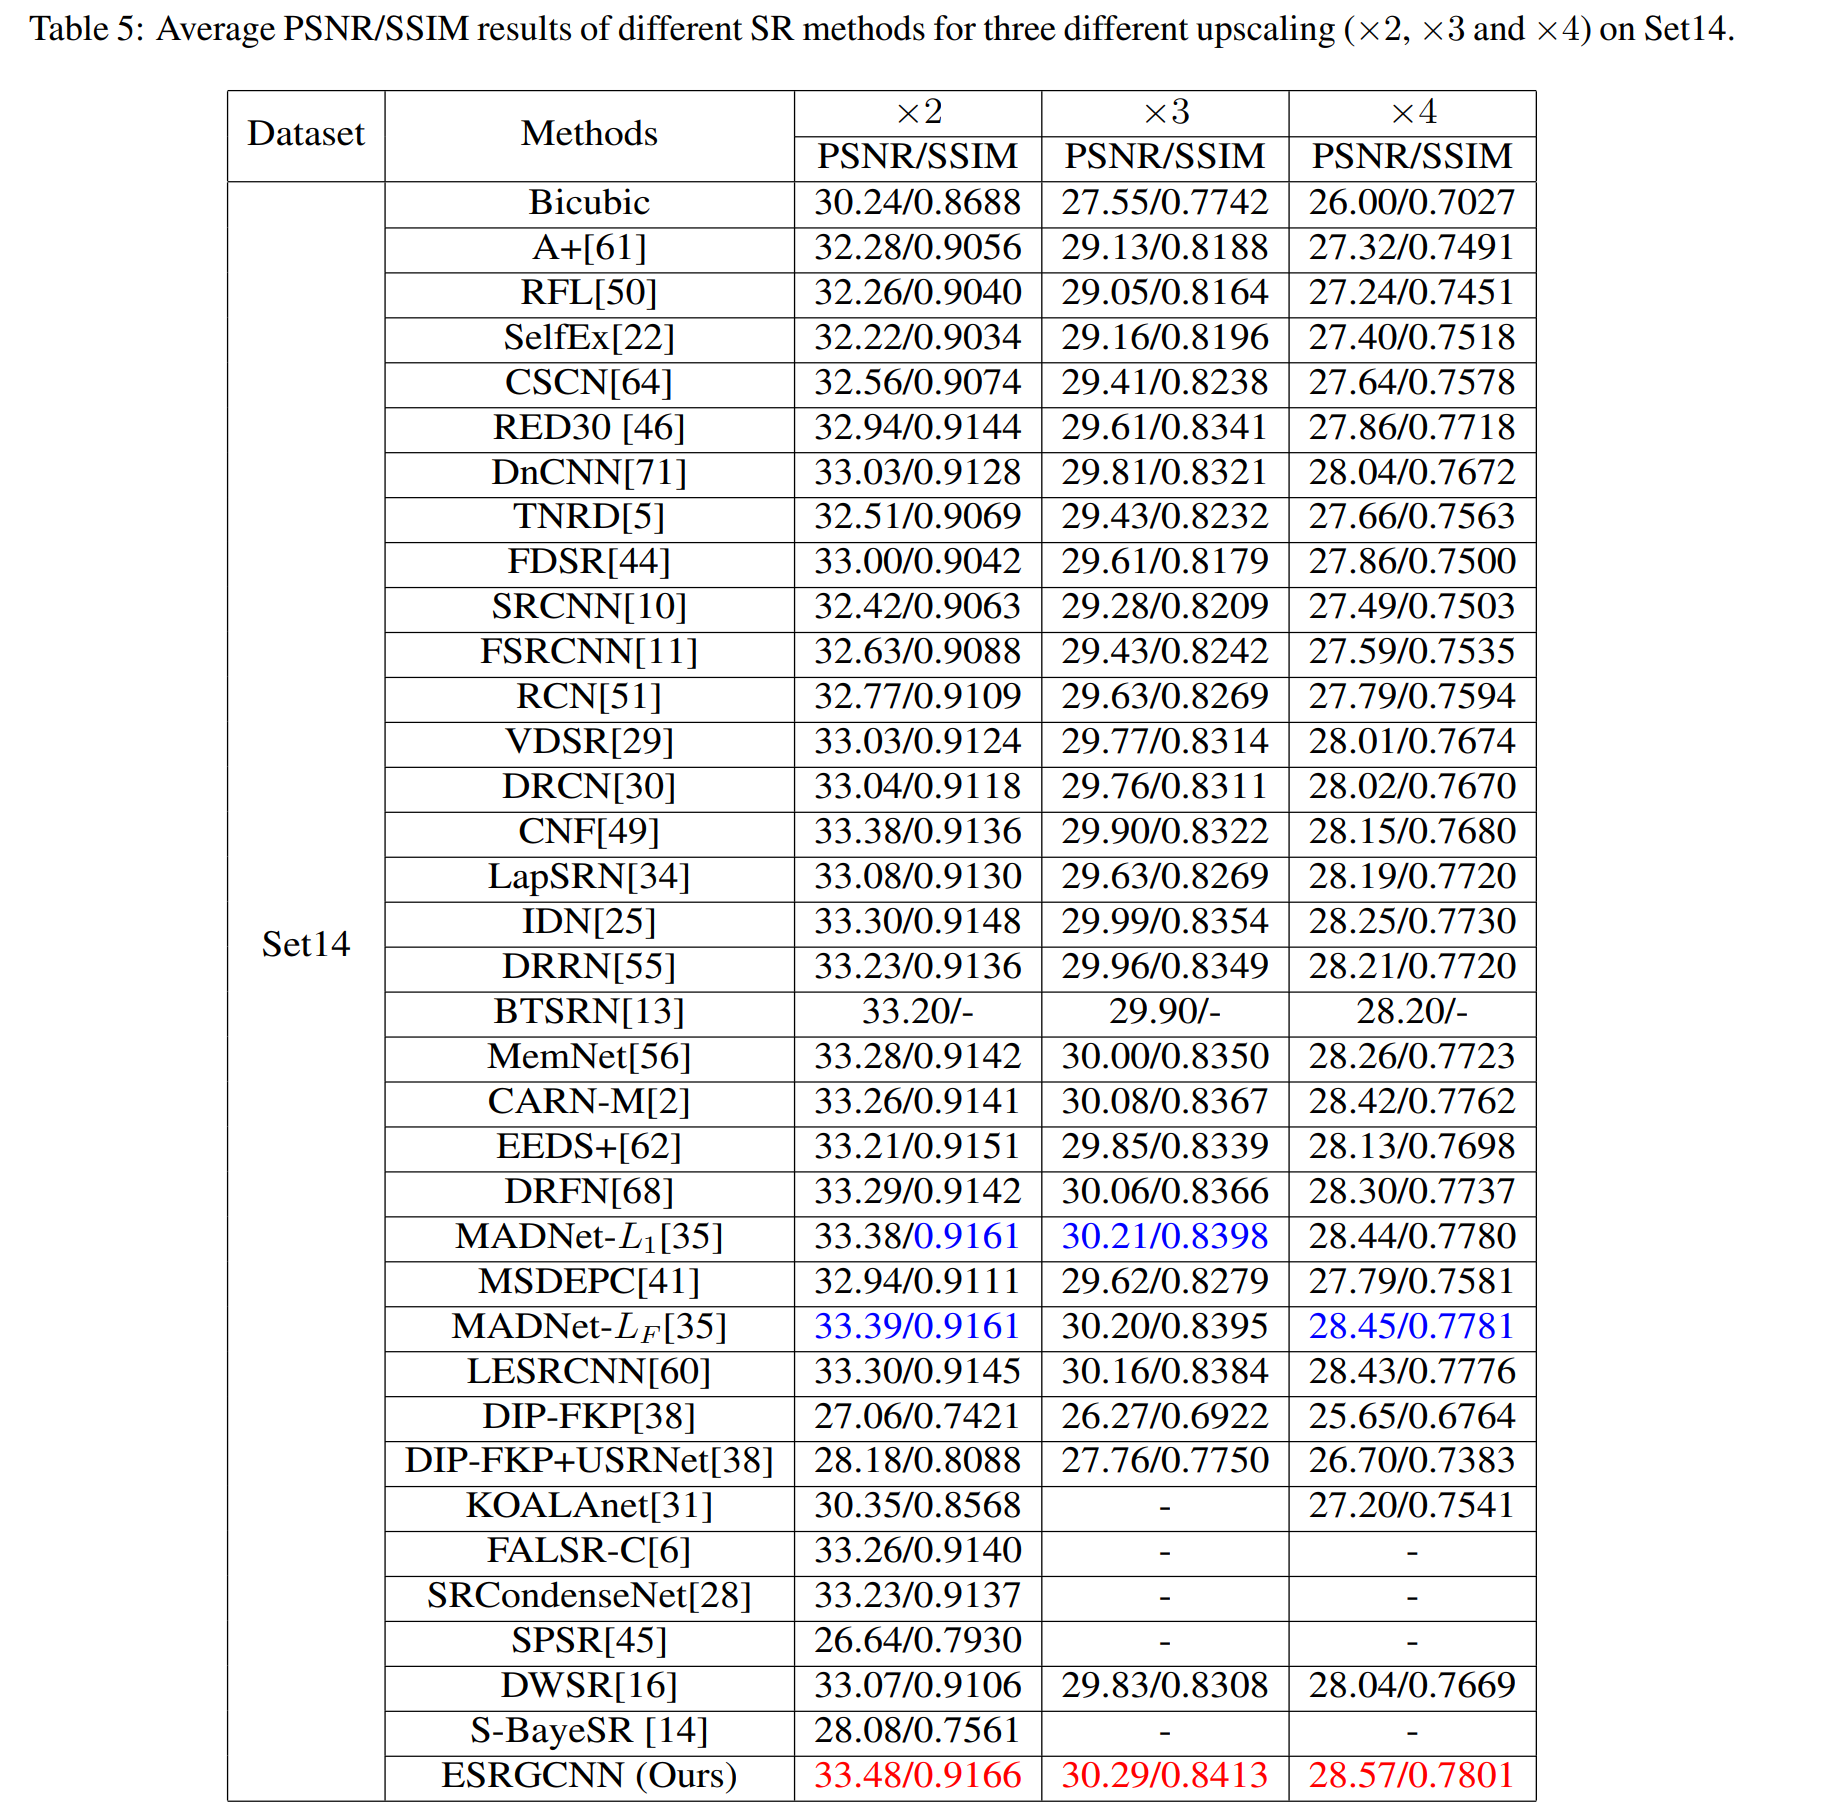 Table 5: Average PSNR/SSIM results of different SR methods for three different upscaling (×2, ×3 and ×4) on Set14.
Dataset Methods ×2 ×3 ×4
PSNR/SSIM PSNR/SSIM PSNR/SSIM
Bicubic 30.24/0.8688 27.55/0.7742 26.00/0.7027
A+[61] 32.28/0.9056 29.13/0.8188 27.32/0.7491
RFL[50] 32.26/0.9040 29.05/0.8164 27.24/0.7451
SelfEx[22] 32.22/0.9034 29.16/0.8196 27.40/0.7518
CSCN[64] 32.56/0.9074 29.41/0.8238 27.64/0.7578
RED30 [46] 32.94/0.9144 29.61/0.8341 27.86/0.7718
DnCNN[71] 33.03/0.9128 29.81/0.8321 28.04/0.7672
TNRD[5] 32.51/0.9069 29.43/0.8232 27.66/0.7563
FDSR[44] 33.00/0.9042 29.61/0.8179 27.86/0.7500
SRCNN[10] 32.42/0.9063 29.28/0.8209 27.49/0.7503
FSRCNN[11] 32.63/0.9088 29.43/0.8242 27.59/0.7535
RCN[51] 32.77/0.9109 29.63/0.8269 27.79/0.7594
VDSR[29] 33.03/0.9124 29.77/0.8314 28.01/0.7674
DRCN[30] 33.04/0.9118 29.76/0.8311 28.02/0.7670
CNF[49] 33.38/0.9136 29.90/0.8322 28.15/0.7680
LapSRN[34] 33.08/0.9130 29.63/0.8269 28.19/0.7720
IDN[25] 33.30/0.9148 29.99/0.8354 28.25/0.7730
Set14
DRRN[55] 33.23/0.9136 29.96/0.8349 28.21/0.7720
BTSRN[13] 33.20/- 29.90/- 28.20/-
MemNet[56] 33.28/0.9142 30.00/0.8350 28.26/0.7723
CARN-M[2] 33.26/0.9141 30.08/0.8367 28.42/0.7762
EEDS+[62] 33.21/0.9151 29.85/0.8339 28.13/0.7698
DRFN[68] 33.29/0.9142 30.06/0.8366 28.30/0.7737
MADNet-L1[35] 33.38/0.9161 30.21/0.8398 28.44/0.7780
MSDEPC[41] 32.94/0.9111 29.62/0.8279 27.79/0.7581
MADNet-LF[35] 33.39/0.9161 30.20/0.8395 28.45/0.7781
LESRCNN[60] 33.30/0.9145 30.16/0.8384 28.43/0.7776
DIP-FKP[38] 27.06/0.7421 26.27/0.6922 25.65/0.6764
DIP-FKP+USRNet[38] 28.18/0.8088 27.76/0.7750 26.70/0.7383
KOALAnet[31] 30.35/0.8568 - 27.20/0.7541
FALSR-C[6] 33.26/0.9140 - -
SRCondenseNet[28] 33.23/0.9137 - -
SPSR[45] 26.64/0.7930 - -
DWSR[16] 33.07/0.9106 29.83/0.8308 28.04/0.7669
S-BayeSR [14] 28.08/0.7561 - -
ESRGCNN (Ours) 33.48/0.9166 30.29/0.8413 28.57/0.7801